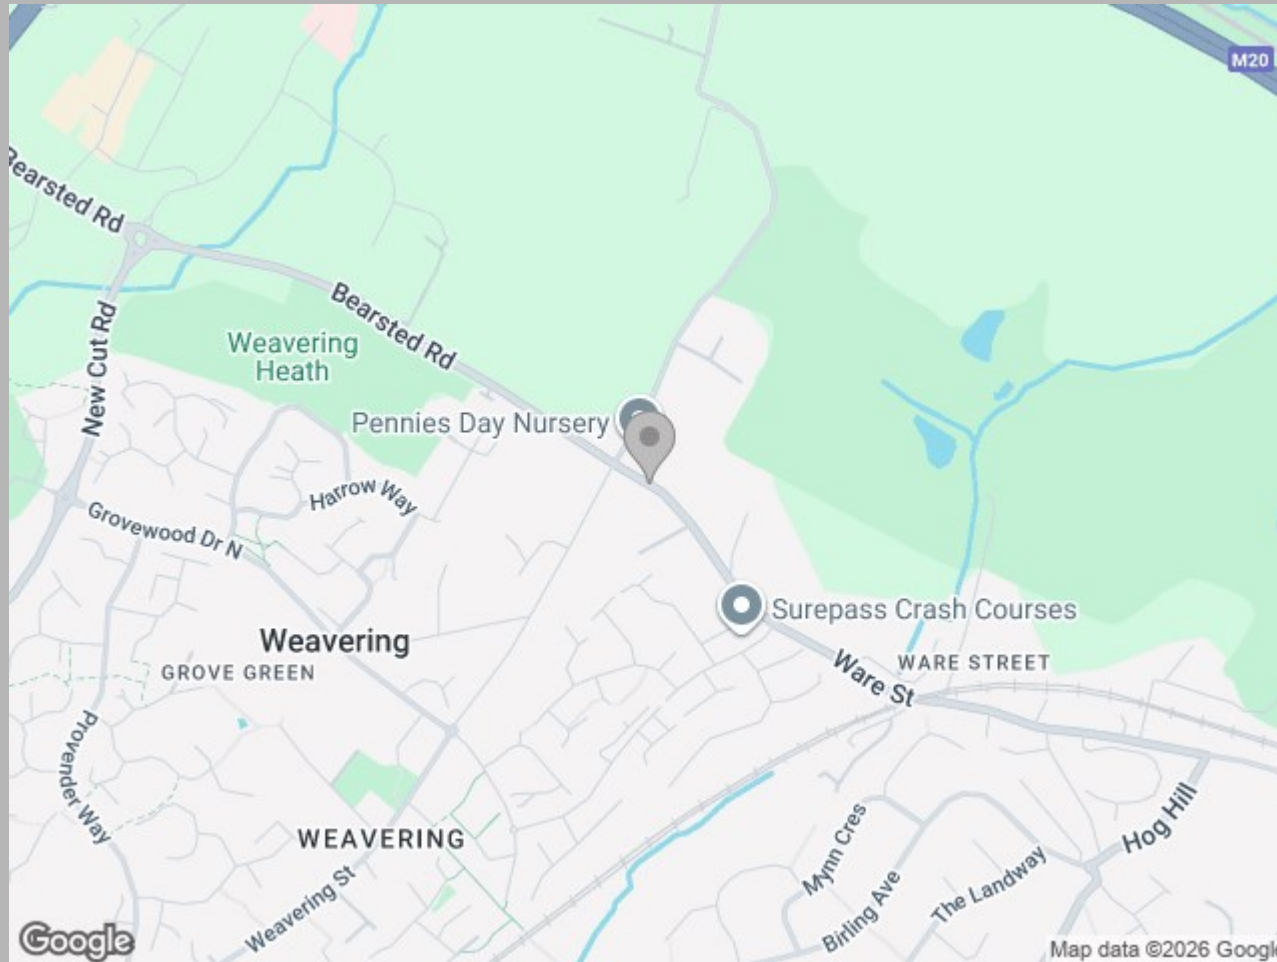 M20
Bearsted Rd
Bearsted Rd
New Cut Rd
Weavering
Heath
Pennies Day Nursery
Harrow Way
Grovewood Dr N
Surepass Crash Courses
Weavering
GROVE GREEN
WARE STREET
Ware St
Provender Way
WEAVERING
Weavering St
Mynn Cres
Birling Ave
The Landway
Hog Hill
Google
Map data ©2026 Google